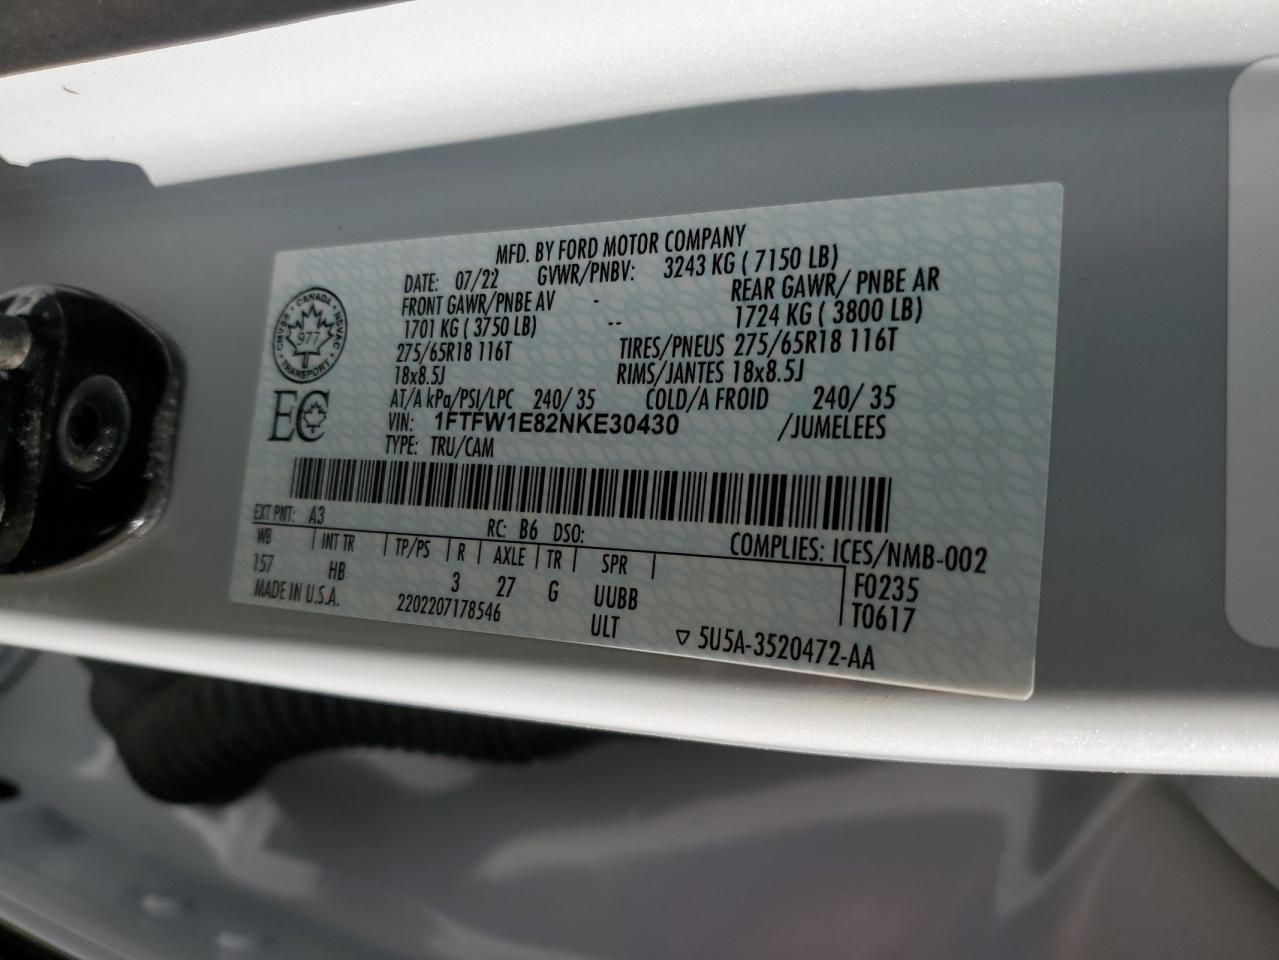 MFD. BY FORD MOTOR COMPANY
DATE: 07/22 GVWR/PNBV: 3243 KG ( 7150 LB)
FRONT GAWR/PNBE AV - REAR GAWR/ PNBE AR
1701 KG ( 3750 LB) -- 1724 KG ( 3800 LB)
275/65R18 116T TIRES/PNEUS 275/65R18 116T
18x8.5J RIMS/JANTES 18x8.5J
AT/A kPa/PSI/LPC 240/ 35 COLD/A FROID 240/ 35
VIN: 1FTFW1E82NKE30430 /JUMELEES
TYPE: TRU/CAM
CANADA
977
TRANSPORT
EC
EXT PNT: A3 RC: B6 DSO: COMPLIES: ICES/NMB-002
WB INT TR TP/PS R AXLE TR SPR
157 HB 3 27 G UUBB F0235
MADE IN U.S.A. 2202207178546 ULT T0617
▽ 5U5A-3520472-AA